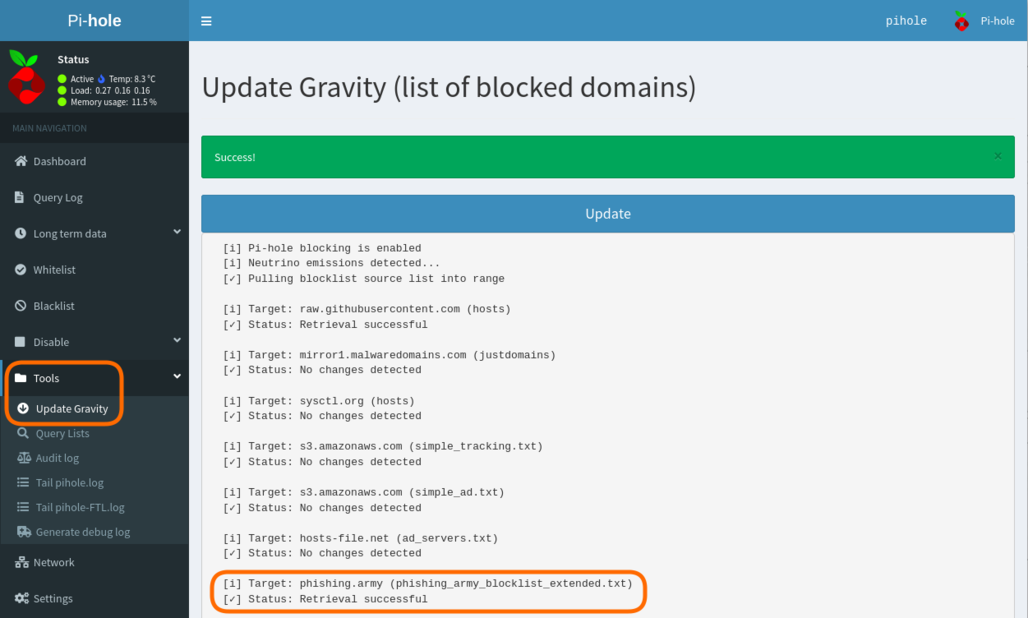 Pi-hole
pihole
Pi-hole
Status
Active Temp: 8.3 °C
Load: 0.27 0.16 0.16
Memory usage: 11.5 %
MAIN NAVIGATION
Dashboard
Query Log
Long term data
Whitelist
Blacklist
Disable
Tools
Update Gravity
Query Lists
Audit log
Tail pihole.log
Tail pihole-FTL.log
Generate debug log
Network
Settings
Update Gravity (list of blocked domains)
Success! ×
Update
[i] Pi-hole blocking is enabled
[i] Neutrino emissions detected...
[✓] Pulling blocklist source list into range
[i] Target: raw.githubusercontent.com (hosts)
[✓] Status: Retrieval successful
[i] Target: mirror1.malwaredomains.com (justdomains)
[✓] Status: No changes detected
[i] Target: sysctl.org (hosts)
[✓] Status: No changes detected
[i] Target: s3.amazonaws.com (simple_tracking.txt)
[✓] Status: No changes detected
[i] Target: s3.amazonaws.com (simple_ad.txt)
[✓] Status: No changes detected
[i] Target: hosts-file.net (ad_servers.txt)
[✓] Status: No changes detected
[i] Target: phishing.army (phishing_army_blocklist_extended.txt)
[✓] Status: Retrieval successful